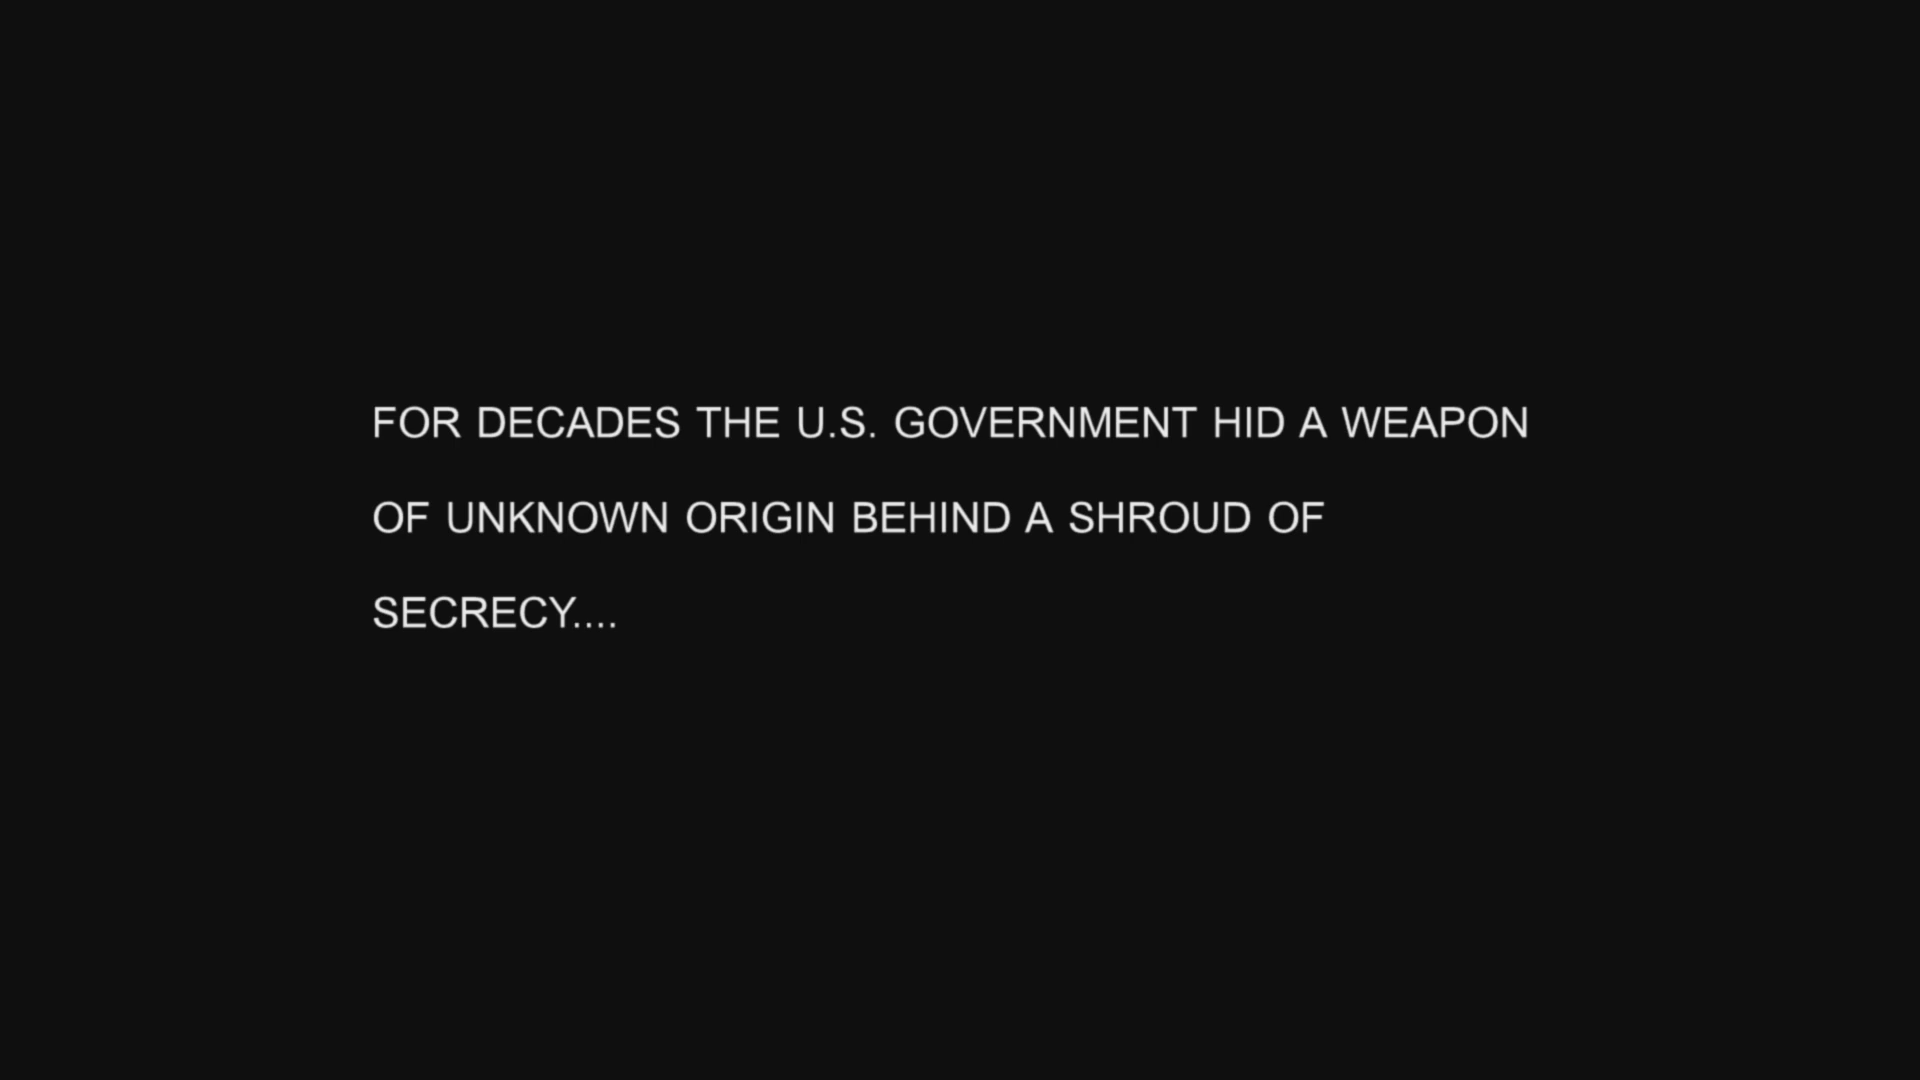 FOR DECADES THE U.S. GOVERNMENT HID A WEAPON
OF UNKNOWN ORIGIN BEHIND A SHROUD OF
SECRECY....